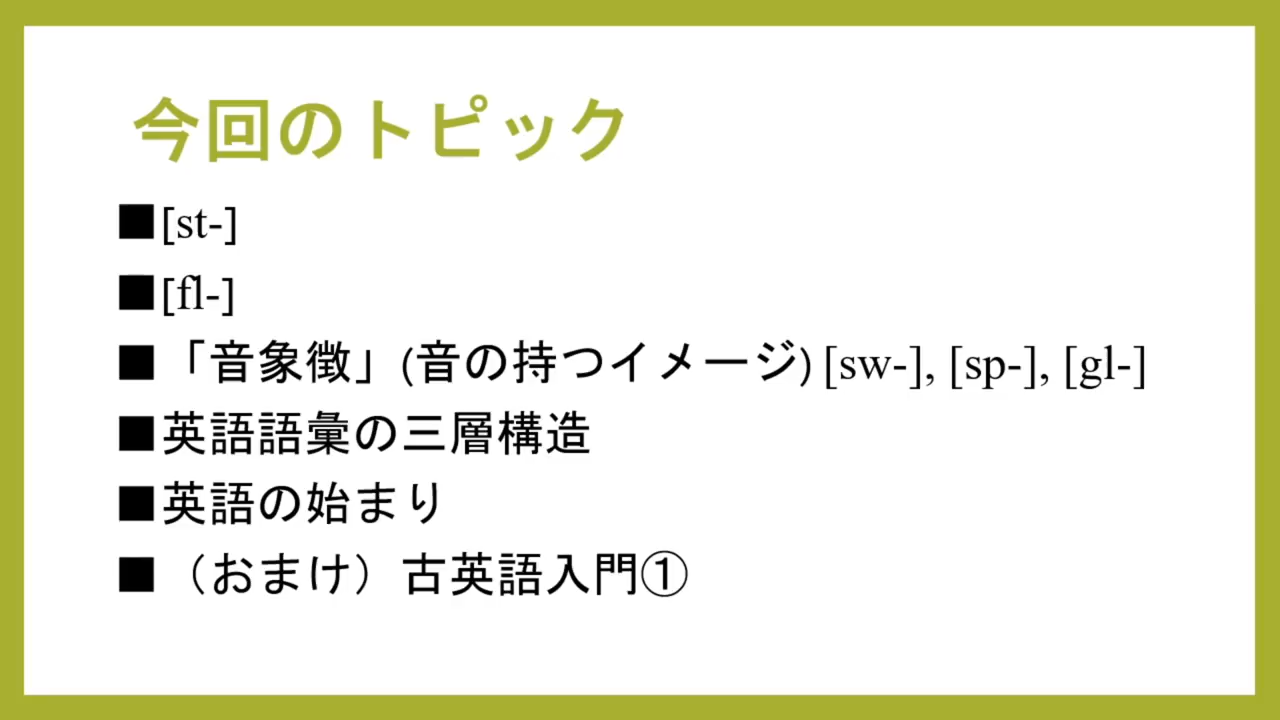 今回のトピック
■[st-]
■[fl-]
■「音象徴」(音の持つイメージ) [sw-], [sp-], [gl-]
■英語語彙の三層構造
■英語の始まり
■（おまけ）古英語入門①